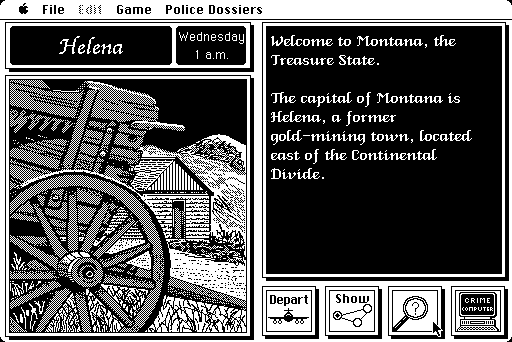 File Edit Game Police Dossiers
Helena
Wednesday
1 a.m.
Welcome to Montana, the
Treasure State.
The capital of Montana is
Helena, a former
gold-mining town, located
east of the Continental
Divide.
Depart
Show
?
CRIME
COMPUTER